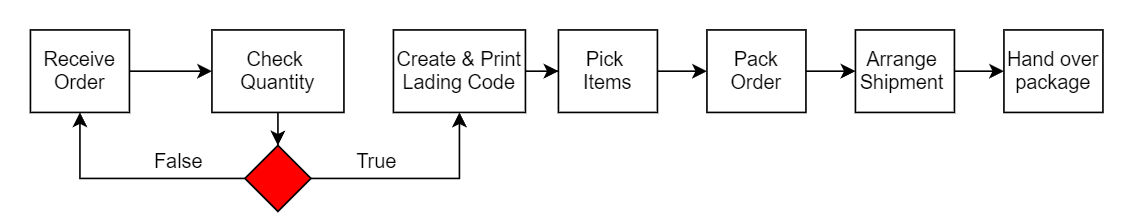 Receive
Order
Check
Quantity
Create & Print
Lading Code
Pick
Items
Pack
Order
Arrange
Shipment
Hand over
package
False
True